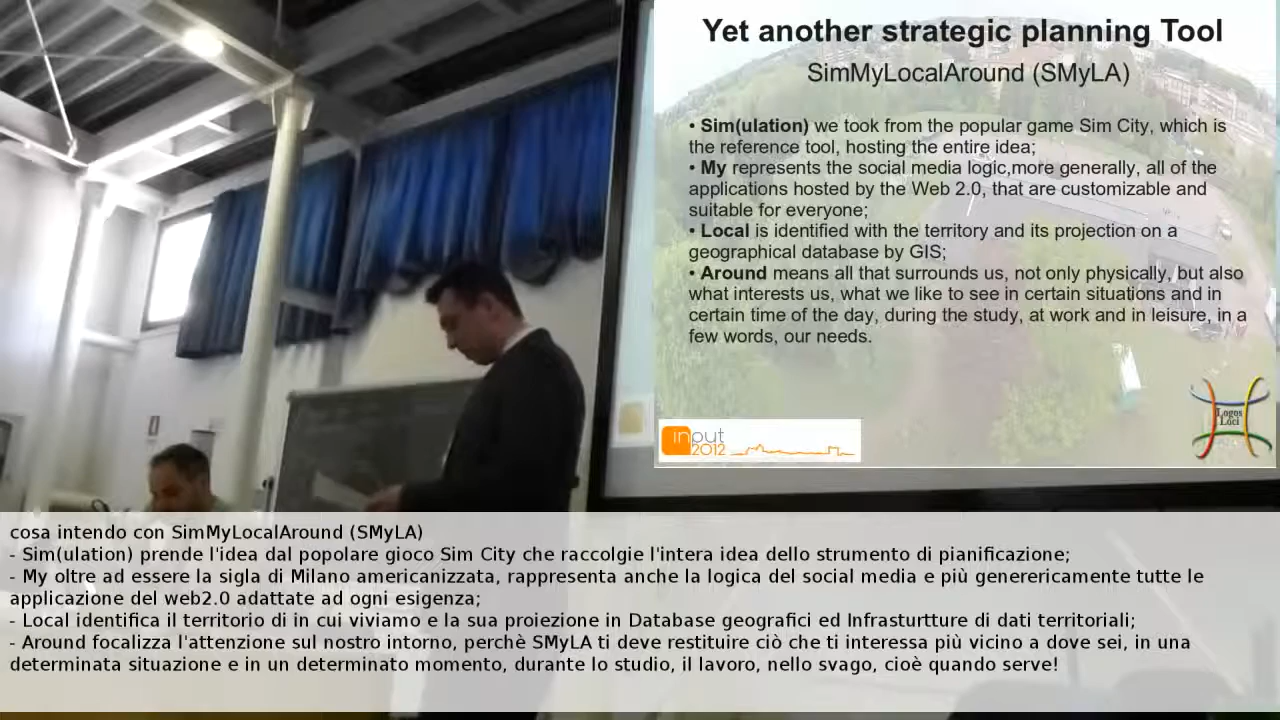 Yet another strategic planning Tool
SimMyLocalAround (SMyLA)
• Sim(ulation) we took from the popular game Sim City, which is
the reference tool, hosting the entire idea;
• My represents the social media logic,more generally, all of the
applications hosted by the Web 2.0, that are customizable and
suitable for everyone;
• Local is identified with the territory and its projection on a
geographical database by GIS;
• Around means all that surrounds us, not only physically, but also
what interests us, what we like to see in certain situations and in
certain time of the day, during the study, at work and in leisure, in a
few words, our needs.
input
2012
Logos
Loci
cosa intendo con SimMyLocalAround (SMyLA)
- Sim(ulation) prende l'idea dal popolare gioco Sim City che raccolgie l'intera idea dello strumento di pianificazione;
- My oltre ad essere la sigla di Milano americanizzata, rappresenta anche la logica del social media e più generericamente tutte le
applicazione del web2.0 adattate ad ogni esigenza;
- Local identifica il territorio di in cui viviamo e la sua proiezione in Database geografici ed Infrasturtture di dati territoriali;
- Around focalizza l'attenzione sul nostro intorno, perchè SMyLA ti deve restituire ciò che ti interessa più vicino a dove sei, in una
determinata situazione e in un determinato momento, durante lo studio, il lavoro, nello svago, cioè quando serve!